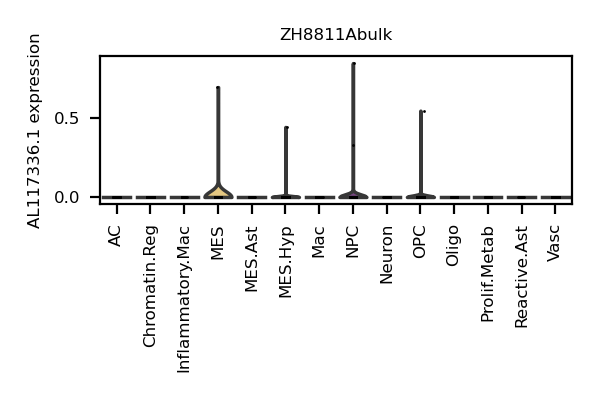 ZH8811Abulk
AL117336.1 expression
0.5
0.0
AC
Chromatin.Reg
Inflammatory.Mac
MES
MES.Ast
MES.Hyp
Mac
NPC
Neuron
OPC
Oligo
Prolif.Metab
Reactive.Ast
Vasc